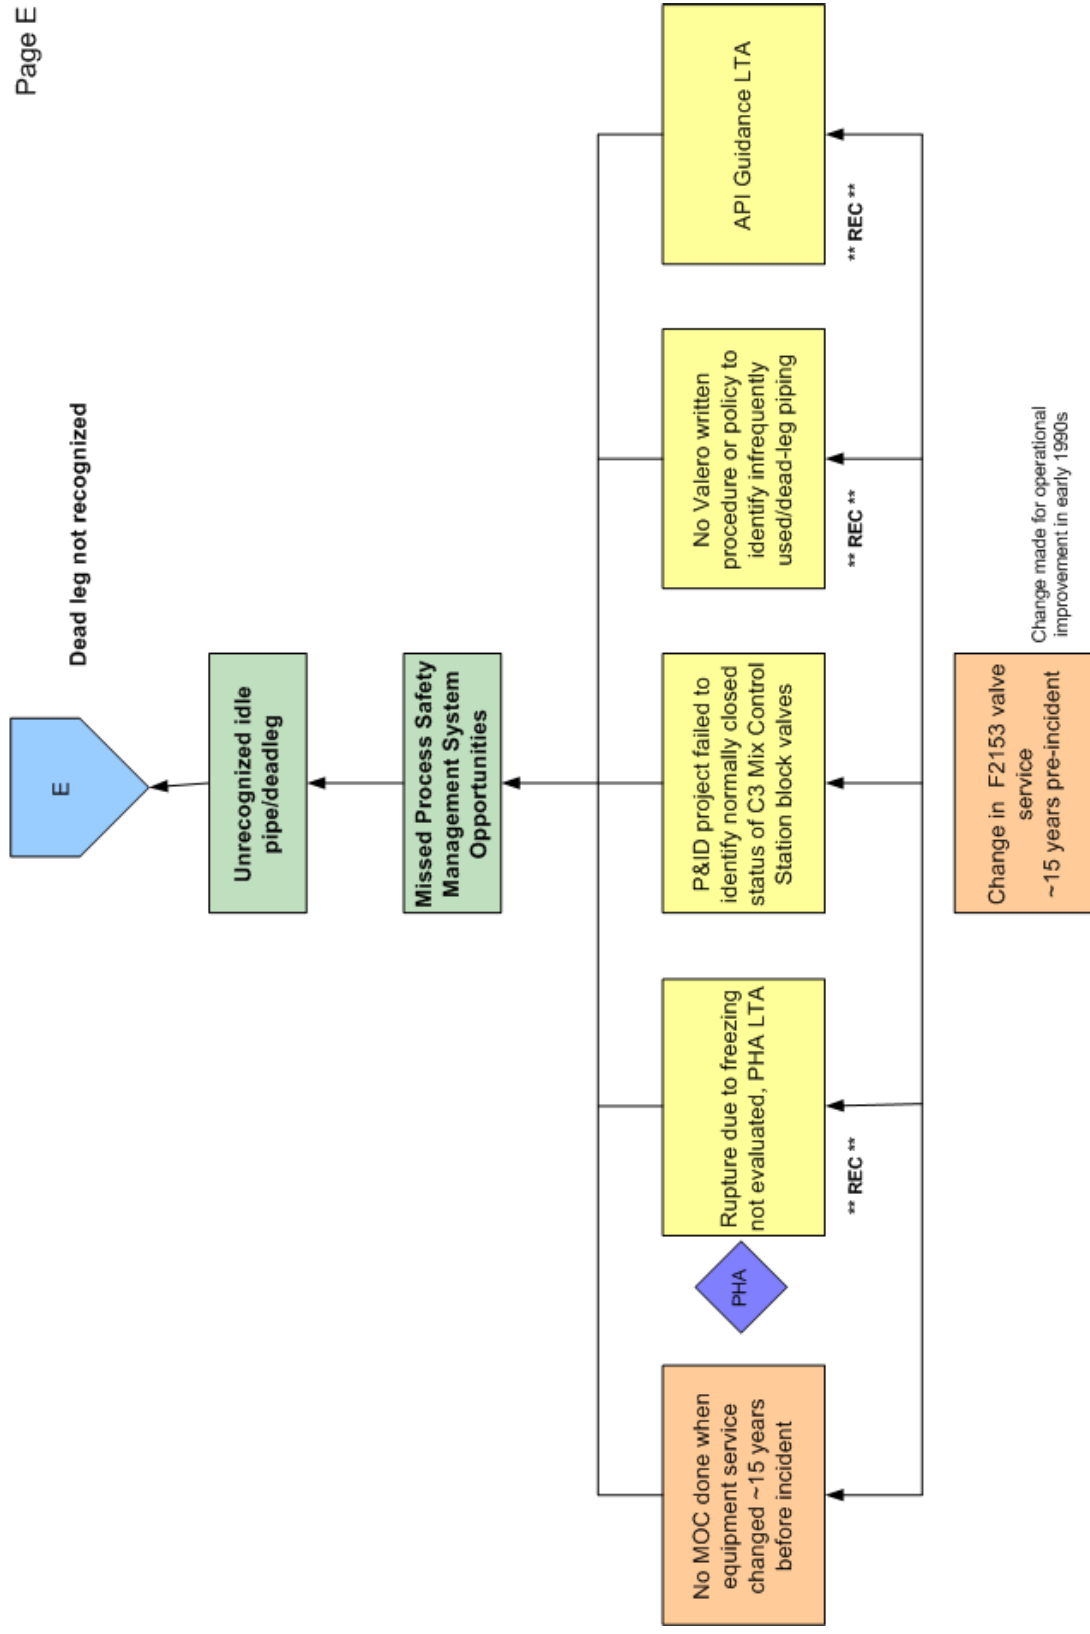 Page E
E
Dead leg not recognized
Unrecognized idle
pipe/deadleg
Missed Process Safety
Management System
Opportunities
No MOC done when
equipment service
changed ~15 years
before incident
PHA
Rupture due to freezing
not evaluated, PHA LTA
** REC **
P&ID project failed to
identify normally closed
status of C3 Mix Control
Station block valves
No Valero written
procedure or policy to
identify infrequently
used/dead-leg piping
** REC **
API Guidance LTA
** REC **
Change in F2153 valve
service
~15 years pre-incident
Change made for operational
improvement in early 1990s